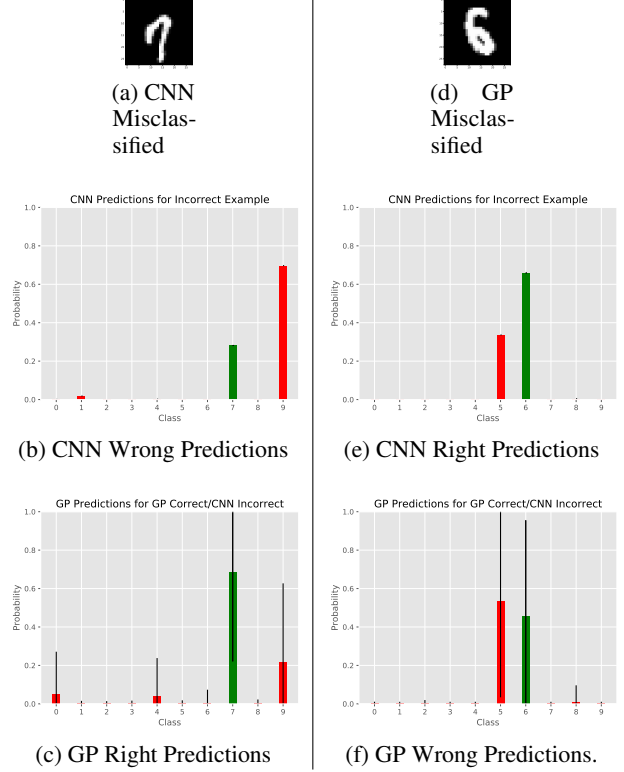 (a) CNN
Misclas-
sified
CNN Predictions for Incorrect Example
1.0
0.8
0.6
0.4
0.2
0.0
Probability
0 1 2 3 4 5 6 7 8 9
Class
(b) CNN Wrong Predictions
GP Predictions for GP Correct/CNN Incorrect
1.0
0.8
0.6
0.4
0.2
0.0
Probability
0 1 2 3 4 5 6 7 8 9
Class
(c) GP Right Predictions
(d) GP
Misclas-
sified
CNN Predictions for Incorrect Example
1.0
0.8
0.6
0.4
0.2
0.0
Probability
0 1 2 3 4 5 6 7 8 9
Class
(e) CNN Right Predictions
GP Predictions for GP Correct/CNN Incorrect
1.0
0.8
0.6
0.4
0.2
0.0
Probability
0 1 2 3 4 5 6 7 8 9
Class
(f) GP Wrong Predictions.